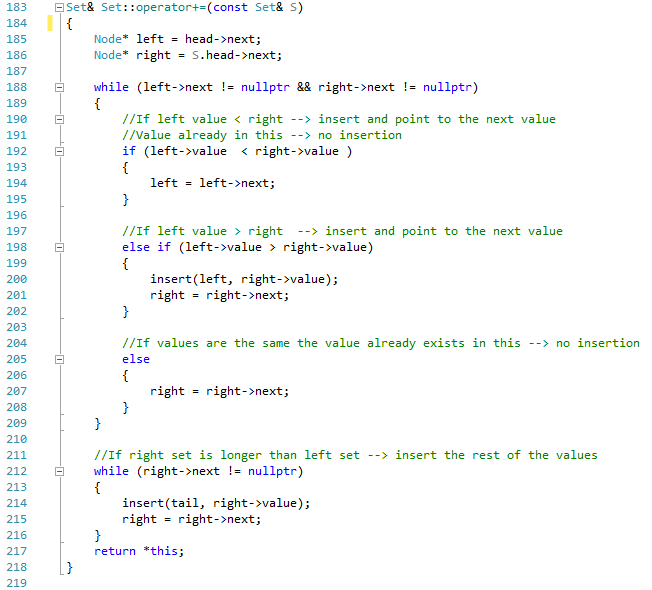 183 Set& Set::operator+=(const Set& S)
184 {
185 Node* left = head->next;
186 Node* right = S.head->next;
187
188 while (left->next != nullptr && right->next != nullptr)
189 {
190 //If left value < right --> insert and point to the next value
191 //Value already in this --> no insertion
192 if (left->value  < right->value )
193 {
194 left = left->next;
195 }
196
197 //If left value > right  --> insert and point to the next value
198 else if (left->value > right->value)
199 {
200 insert(left, right->value);
201 right = right->next;
202 }
203
204 //If values are the same the value already exists in this --> no insertion
205 else
206 {
207 right = right->next;
208 }
209 }
210
211 //If right set is longer than left set --> insert the rest of the values
212 while (right->next != nullptr)
213 {
214 insert(tail, right->value);
215 right = right->next;
216 }
217 return *this;
218 }
219